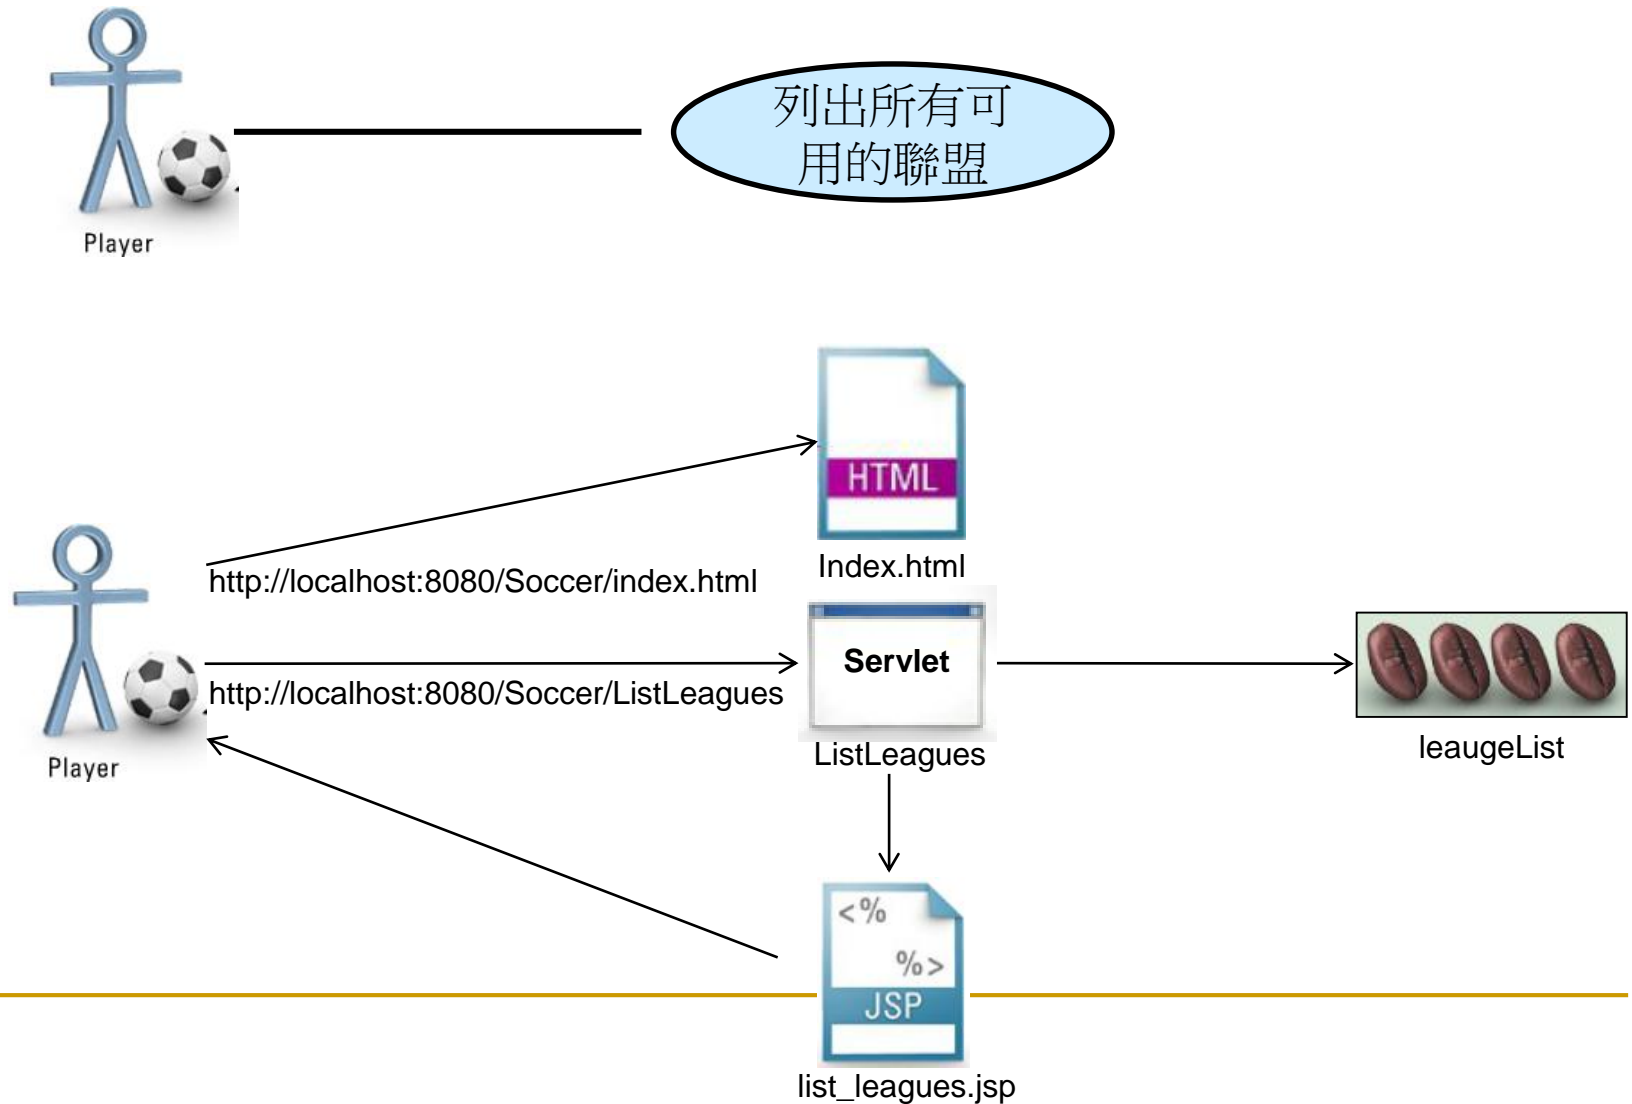 列出所有可
用的聯盟
Player
HTML
Index.html
http://localhost:8080/Soccer/index.html
Servlet
http://localhost:8080/Soccer/ListLeagues
ListLeagues
leaugeList
Player
<%
%>
JSP
list_leagues.jsp